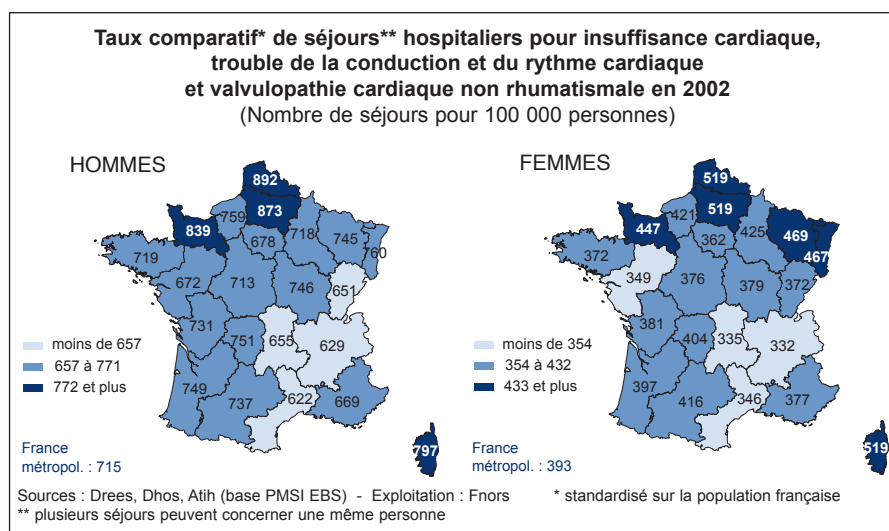 Taux comparatif* de séjours** hospitaliers pour insuffisance cardiaque,
trouble de la conduction et du rythme cardiaque
et valvulopathie cardiaque non rhumatismale en 2002
(Nombre de séjours pour 100 000 personnes)
HOMMES
892
759
873
839
678
718
745
760
719
672
713
746
651
731
751
655
629
749
737
622
669
797
moins de 657
657 à 771
772 et plus
France
métropol. : 715
FEMMES
519
421
519
447
362
425
469
467
372
349
376
379
372
381
404
335
332
397
416
346
377
519
moins de 354
354 à 432
433 et plus
France
métropol. : 393
Sources : Drees, Dhos, Atih (base PMSI EBS) - Exploitation : Fnors * standardisé sur la population française
** plusieurs séjours peuvent concerner une même personne